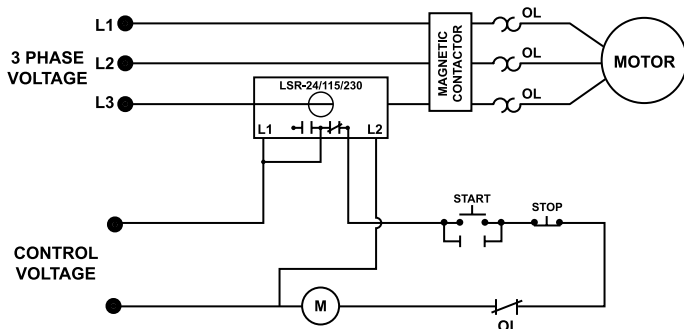 L1
OL
3 PHASE
VOLTAGE
L2
MAGNETIC
CONTACTOR
OL
MOTOR
LSR-24/115/230
L3
OL
L1
L2
START
STOP
CONTROL
VOLTAGE
M
OL